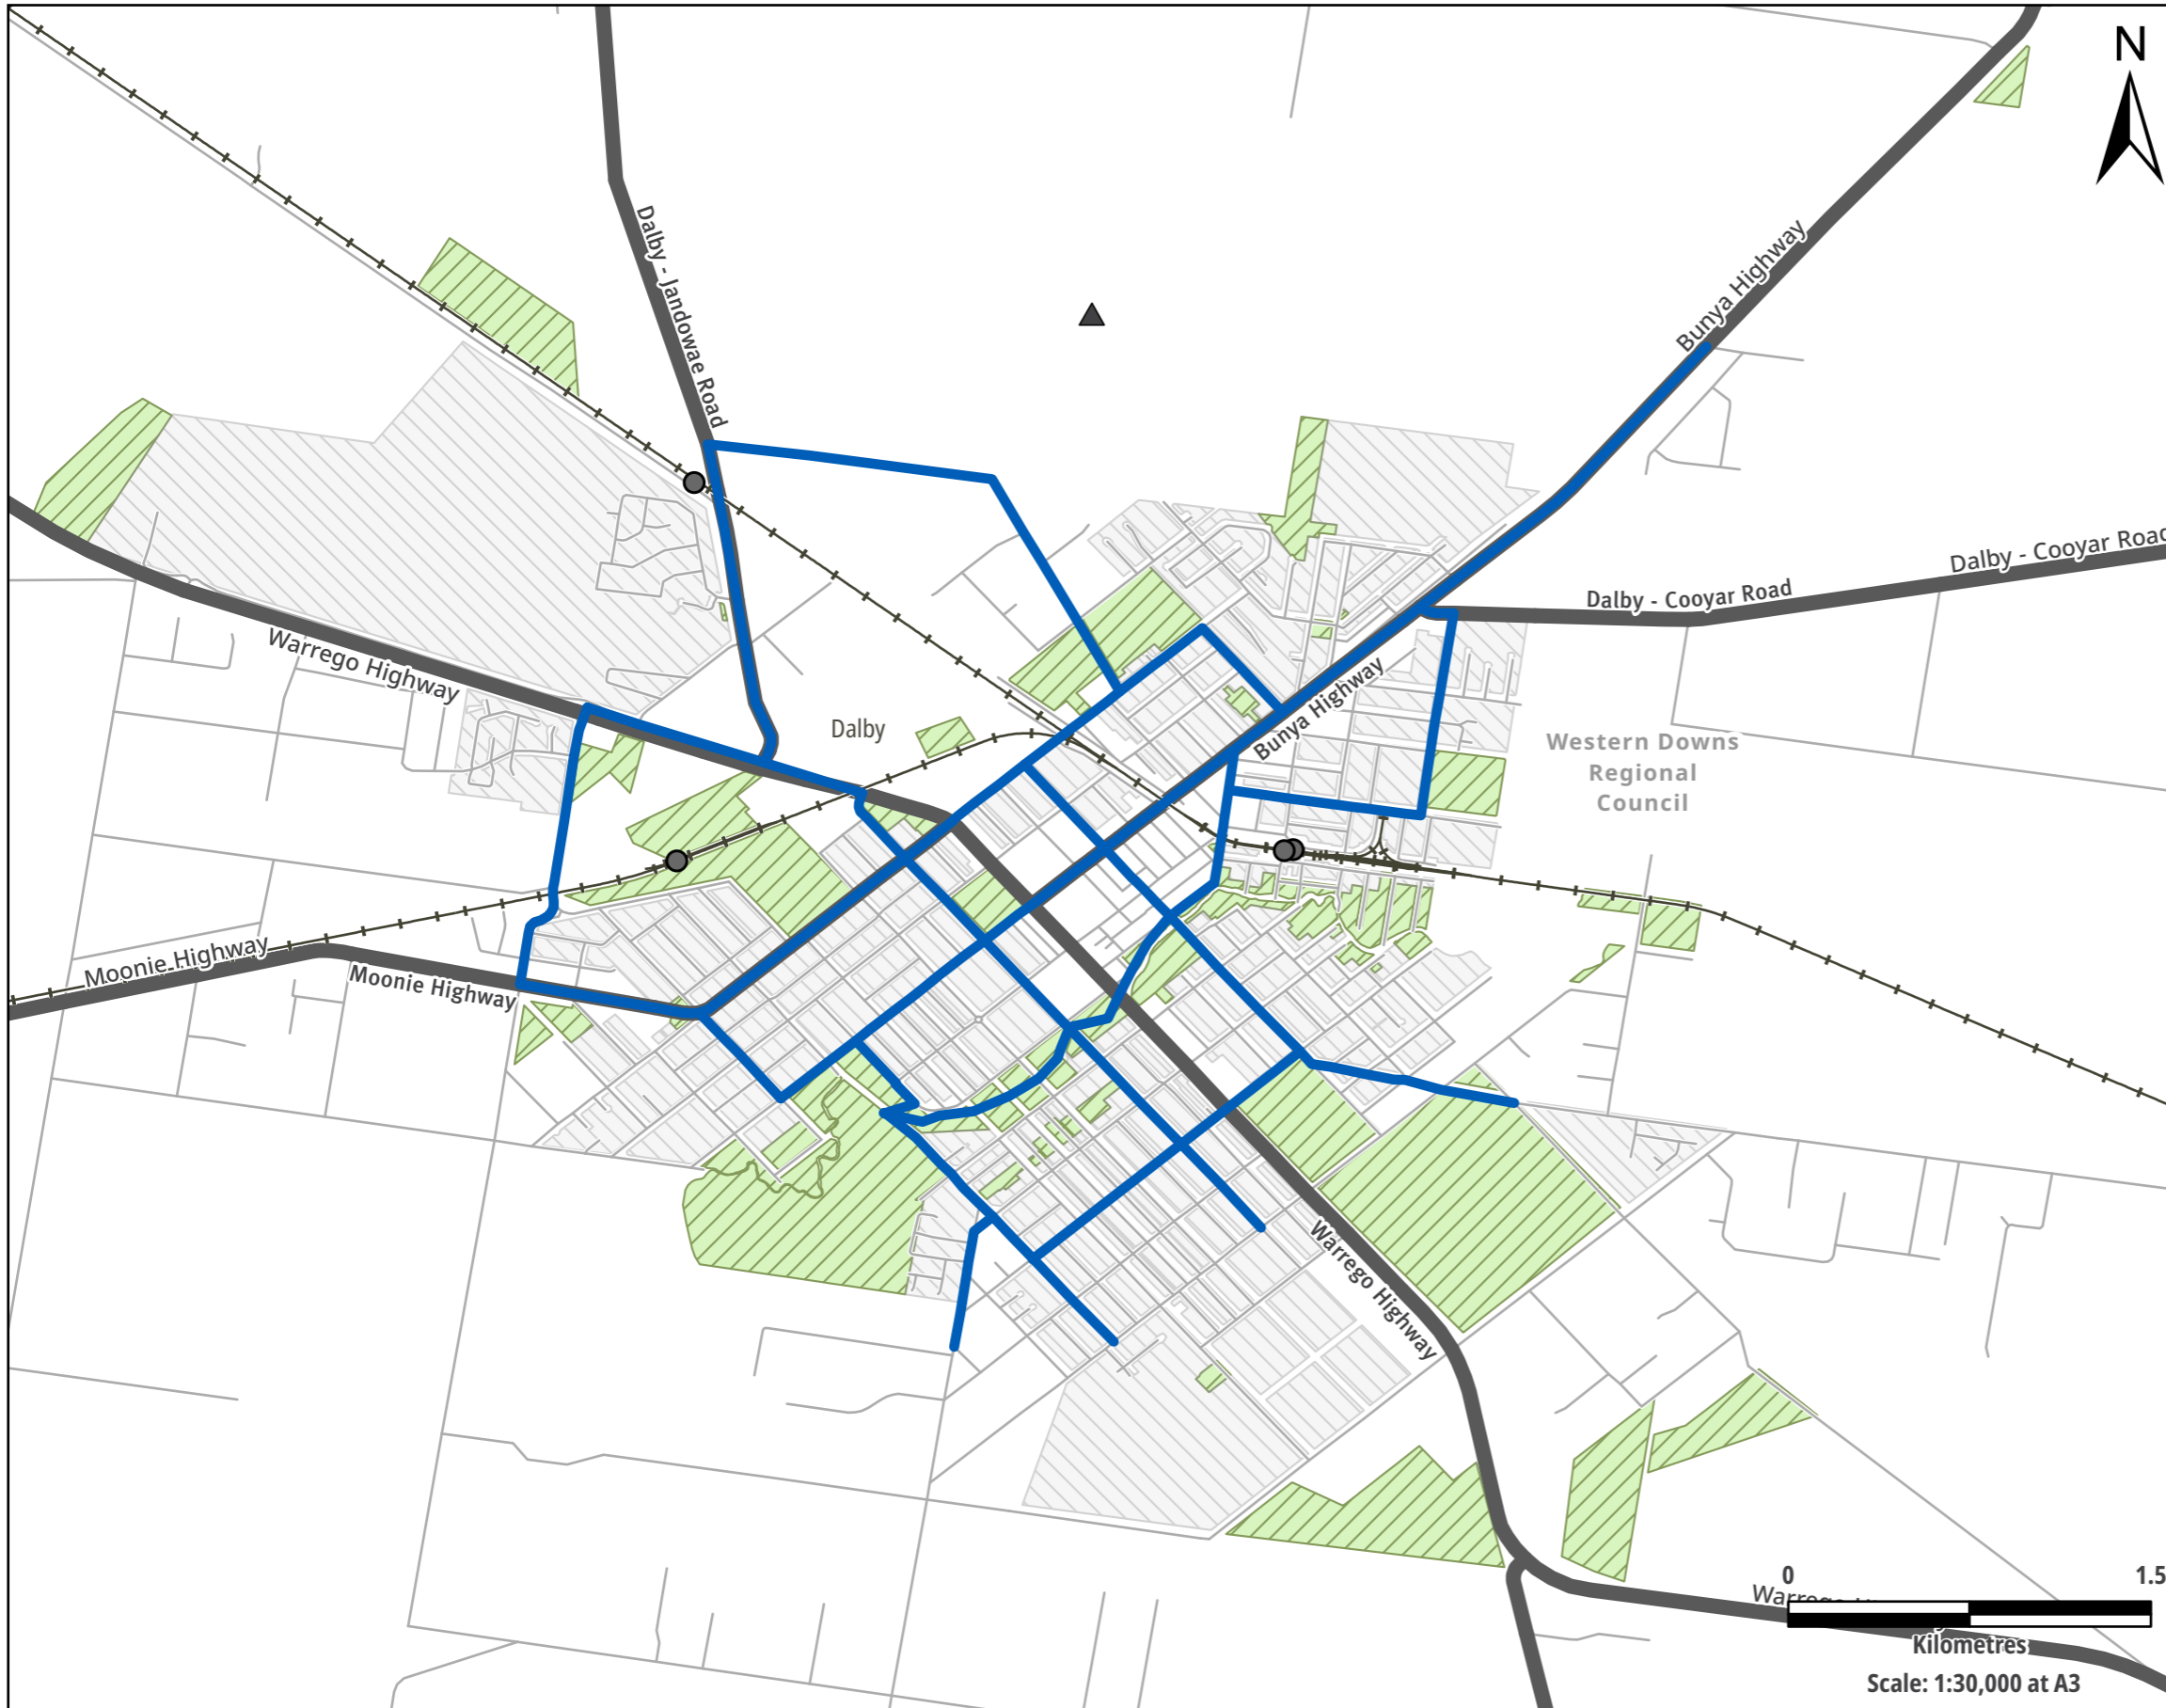 N
Dalby - Jandowae Road
Bunya Highway
Dalby - Cooyar Road
Dalby - Cooyar Road
Warrego Highway
Bunya Highway
Dalby
Western Downs
Regional
Council
Moonie Highway
Moonie Highway
Warrego Highway
0
1.5
Kilometres
Scale: 1:30,000 at A3